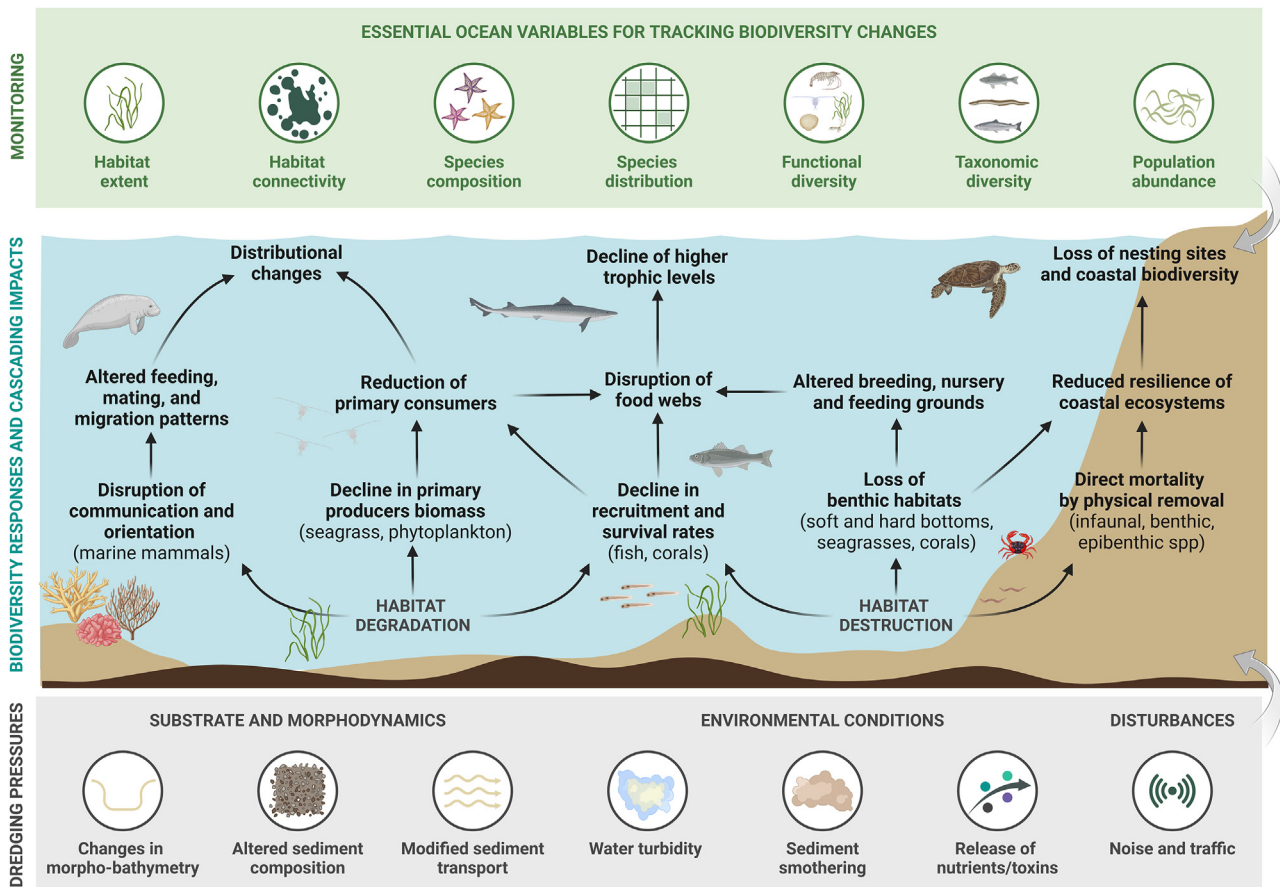 MONITORING
ESSENTIAL OCEAN VARIABLES FOR TRACKING BIODIVERSITY CHANGES
Habitat
extent
Habitat
connectivity
Species
composition
Species
distribution
Functional
diversity
Taxonomic
diversity
Population
abundance
BIODIVERSITY RESPONSES AND CASCADING IMPACTS
Distributional
changes
Decline of higher
trophic levels
Loss of nesting sites
and coastal biodiversity
Altered feeding,
mating, and
migration patterns
Reduction of
primary consumers
Disruption of
food webs
Altered breeding, nursery
and feeding grounds
Reduced resilience of
coastal ecosystems
Disruption of
communication and
orientation
(marine mammals)
Decline in primary
producers biomass
(seagrass, phytoplankton)
Decline in
recruitment and
survival rates
(fish, corals)
Loss of
benthic habitats
(soft and hard bottoms,
seagrasses, corals)
Direct mortality
by physical removal
(infaunal, benthic,
epibenthic spp)
HABITAT
DEGRADATION
HABITAT
DESTRUCTION
DREDGING PRESSURES
SUBSTRATE AND MORPHODYNAMICS
ENVIRONMENTAL CONDITIONS
DISTURBANCES
Changes in
morpho-bathymetry
Altered sediment
composition
Modified sediment
transport
Water turbidity
Sediment
smothering
Release of
nutrients/toxins
Noise and traffic